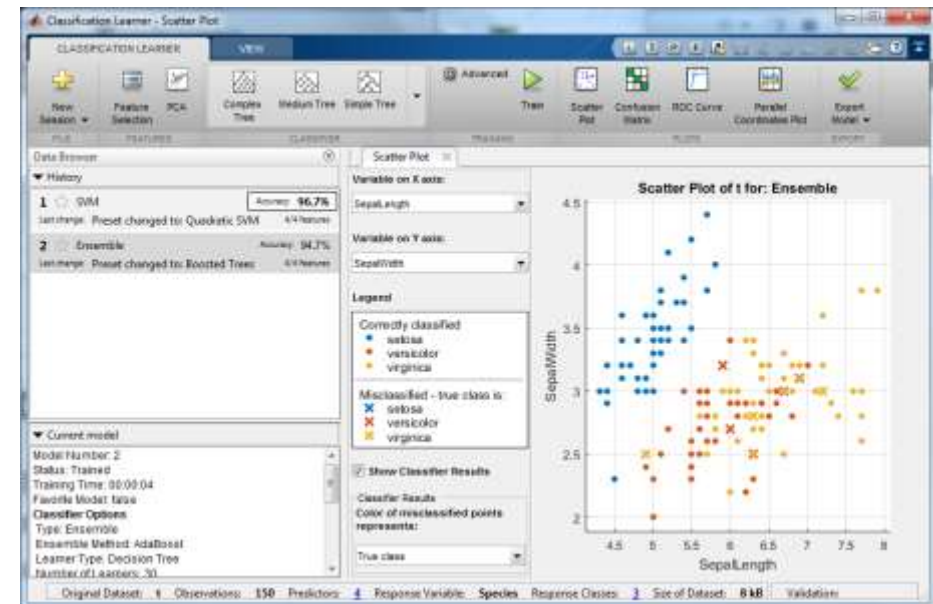 Classification Learner - Scatter Plot
CLASSIFICATION LEARNER VIEW
New Session
Feature Selection
PCA
Complex Tree
Medium Tree
Simple Tree
Advanced
Train
Scatter Plot
Confusion Matrix
ROC Curve
Parallel Coordinates Plot
Export Model
FILE FEATURES CLASSIFIER TRAINING PLOTS EXPORT
Data Browser
History
1 SVM Accuracy: 96.7%
Last change: Preset changed to: Quadratic SVM 4/4 features
2 Ensemble Accuracy: 94.7%
Last change: Preset changed to: Boosted Trees 4/4 features
Current model
Model Number: 2
Status: Trained
Training Time: 00:00:04
Favorite Model: false
Classifier Options
Type: Ensemble
Ensemble Method: AdaBoost
Learner Type: Decision Tree
Number of Learners: 30
Scatter Plot
Variable on X axis:
SepalLength
Variable on Y axis:
SepalWidth
Legend
Correctly classified
setosa
versicolor
virginica
Misclassified - true class is:
setosa
versicolor
virginica
Show Classifier Results
Classifier Results
Color of misclassified points
represents:
True class
Scatter Plot of t for: Ensemble
4.5
4
3.5
3
2.5
2
SepalWidth
4.5 5 5.5 6 6.5 7 7.5 8
SepalLength
Original Dataset: t Observations: 150 Predictors: 4 Response Variable: Species Response Classes: 3 Size of Dataset: 8 kB Validation: